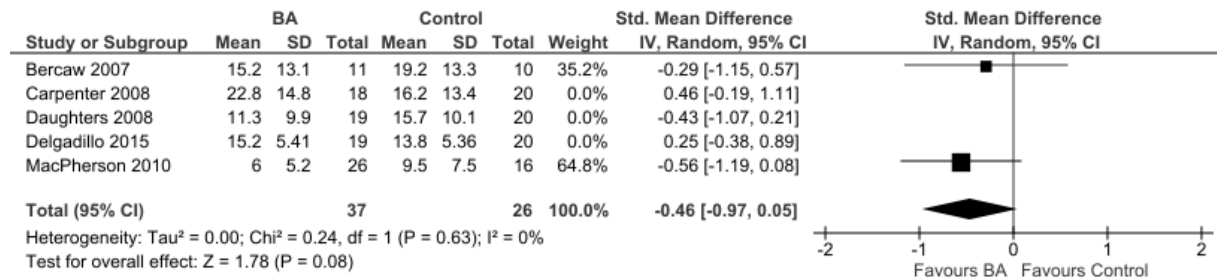 BA Control Std. Mean Difference Std. Mean Difference
Study or Subgroup Mean SD Total Mean SD Total Weight IV, Random, 95% CI IV, Random, 95% CI
Bercaw 2007 15.2 13.1 11 19.2 13.3 10 35.2% -0.29 [-1.15, 0.57]
Carpenter 2008 22.8 14.8 18 16.2 13.4 20 0.0% 0.46 [-0.19, 1.11]
Daughters 2008 11.3 9.9 19 15.7 10.1 20 0.0% -0.43 [-1.07, 0.21]
Delgadillo 2015 15.2 5.41 19 13.8 5.36 20 0.0% 0.25 [-0.38, 0.89]
MacPherson 2010 6 5.2 26 9.5 7.5 16 64.8% -0.56 [-1.19, 0.08]
Total (95% CI) 37 26 100.0% -0.46 [-0.97, 0.05]
Heterogeneity: Tau² = 0.00; Chi² = 0.24, df = 1 (P = 0.63); I² = 0%
Test for overall effect: Z = 1.78 (P = 0.08)
-2 -1 0 1 2
Favours BA Favours Control